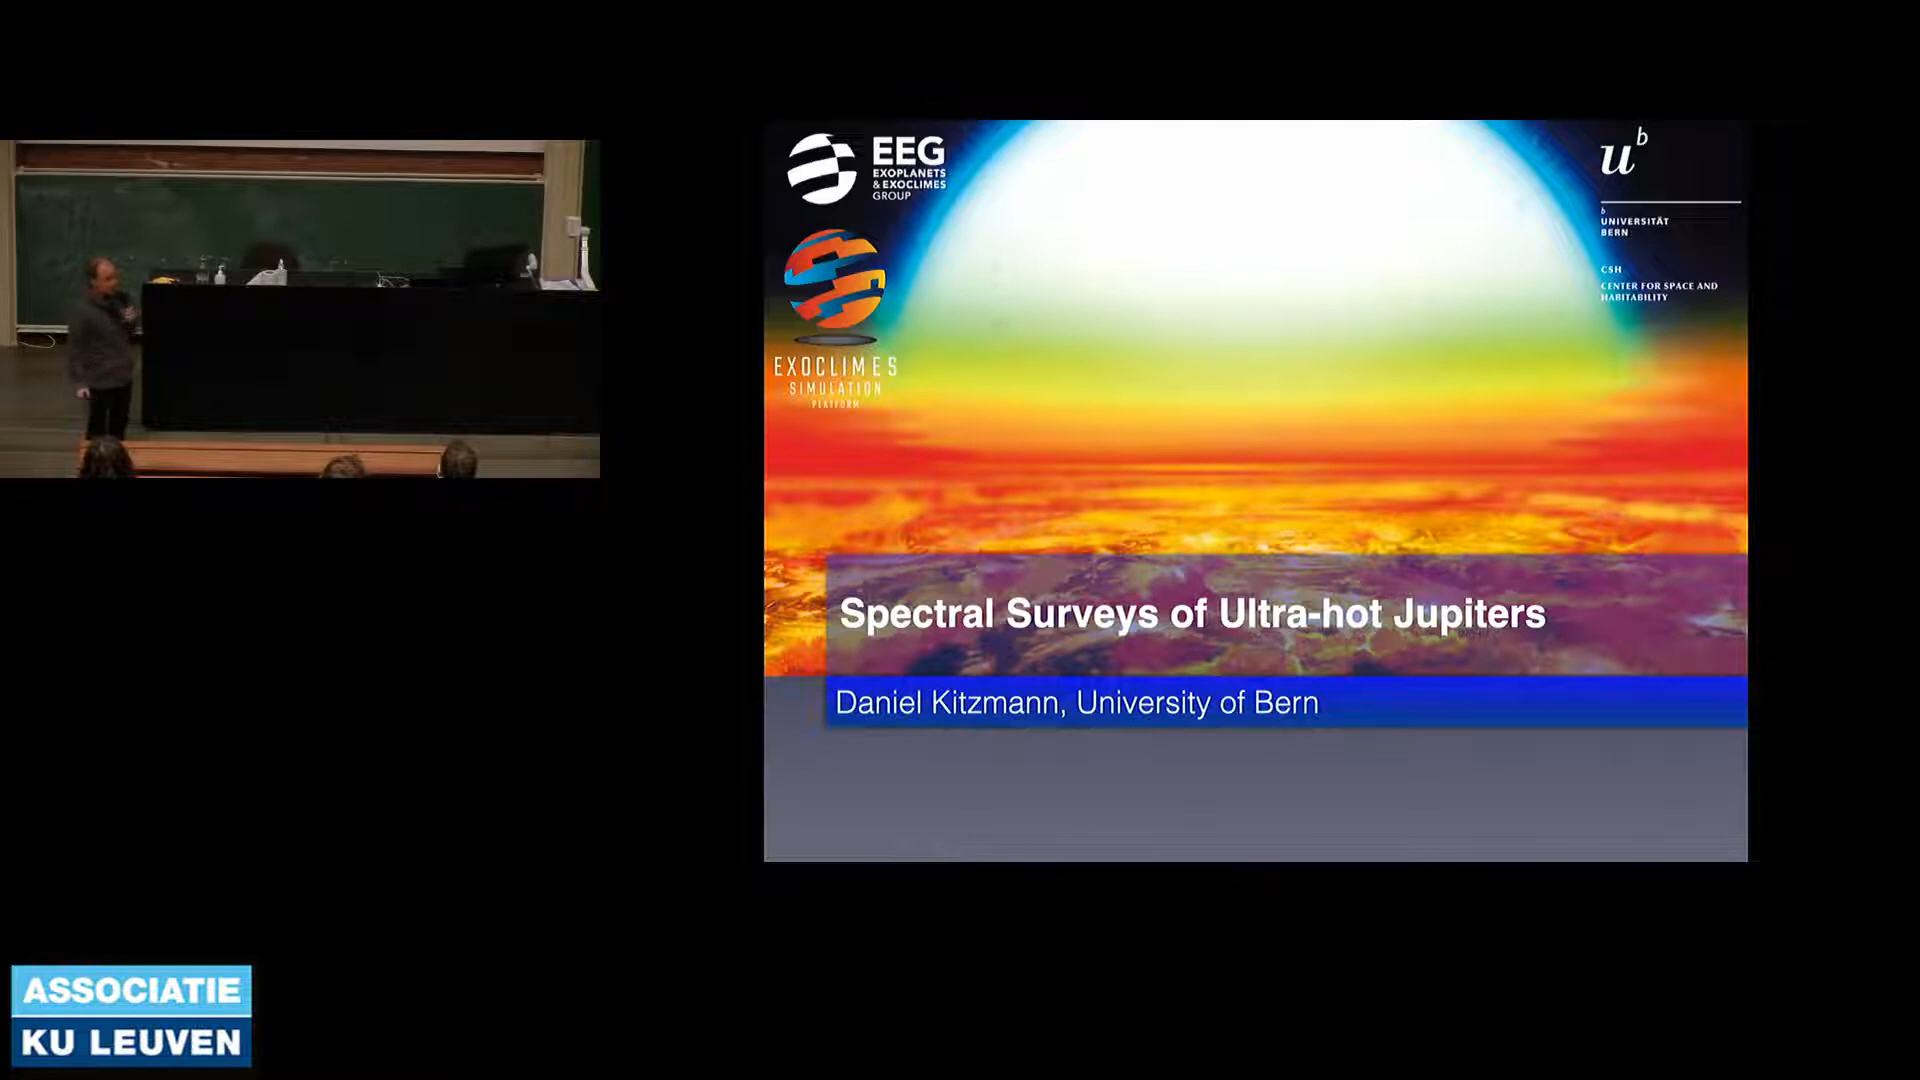 EEG
EXOPLANETS
& EXOCLIMES
GROUP
EXOCLIMES
SIMULATION
PLATFORM
u b
b
UNIVERSITÄT
BERN
CSH
CENTER FOR SPACE AND
HABITABILITY
Spectral Surveys of Ultra-hot Jupiters
Daniel Kitzmann, University of Bern
ASSOCIATIE
KU LEUVEN